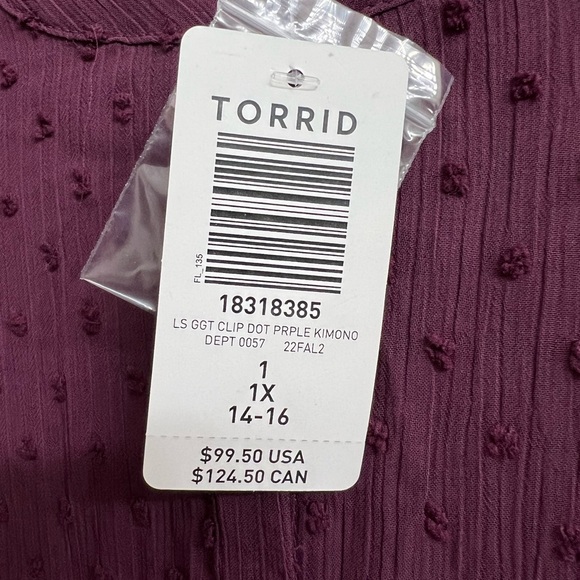 TORRID
FL_135
18318385
LS GGT CLIP DOT PRPLE KIMONO
DEPT 0057 22FAL2
1
1X
14-16
$99.50 USA
$124.50 CAN